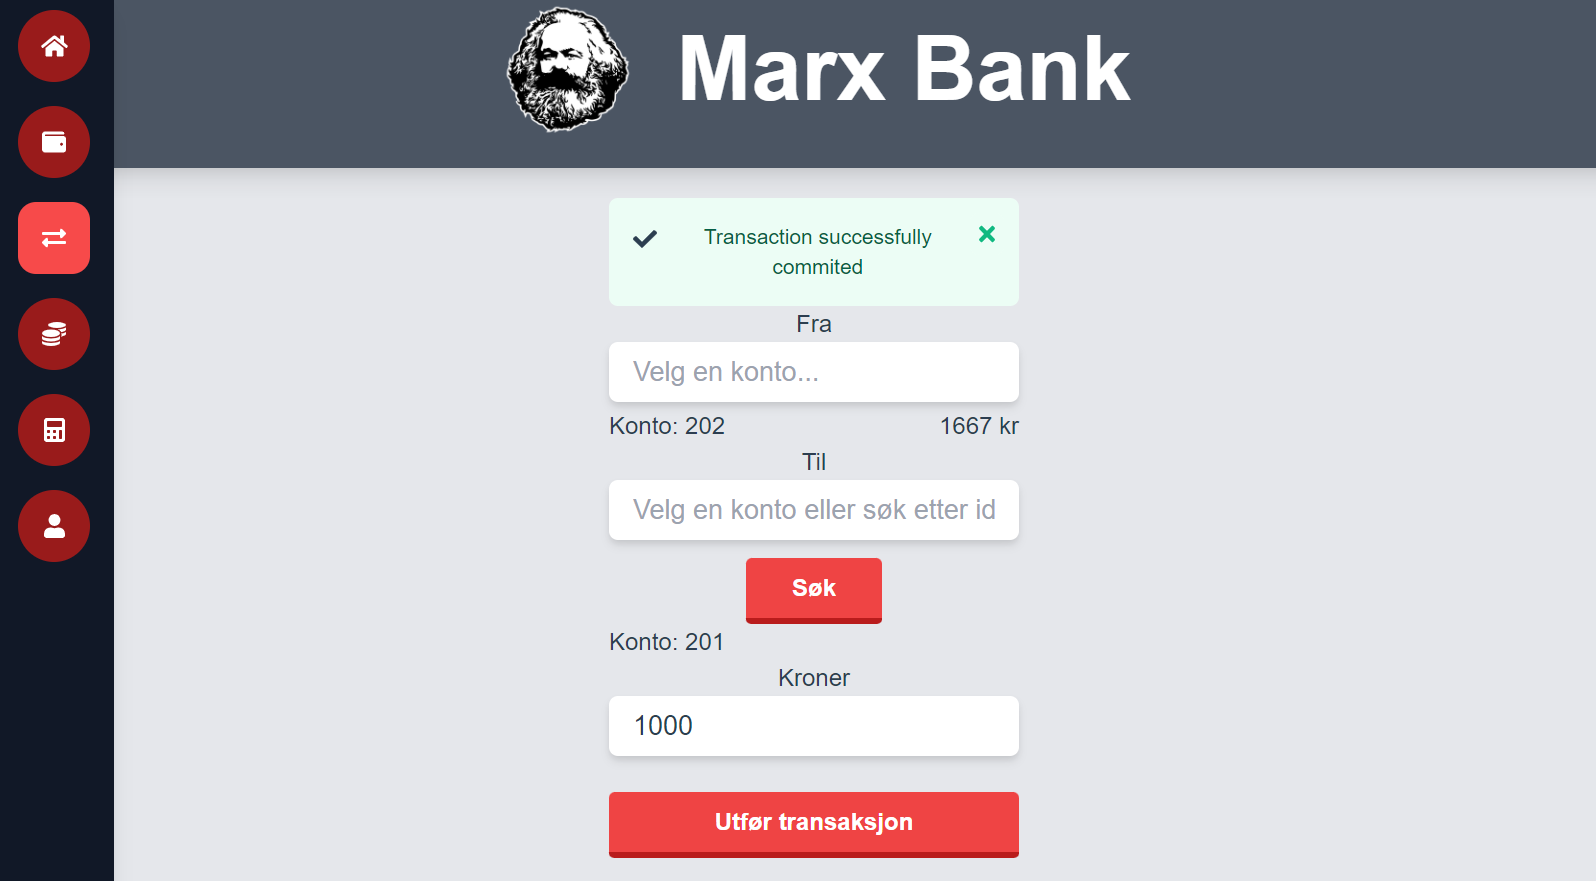 Marx Bank
Transaction successfully
commited
Fra
Velg en konto...
Konto: 202 1667 kr
Til
Velg en konto eller søk etter id
Søk
Konto: 201
Kroner
1000
Utfør transaksjon